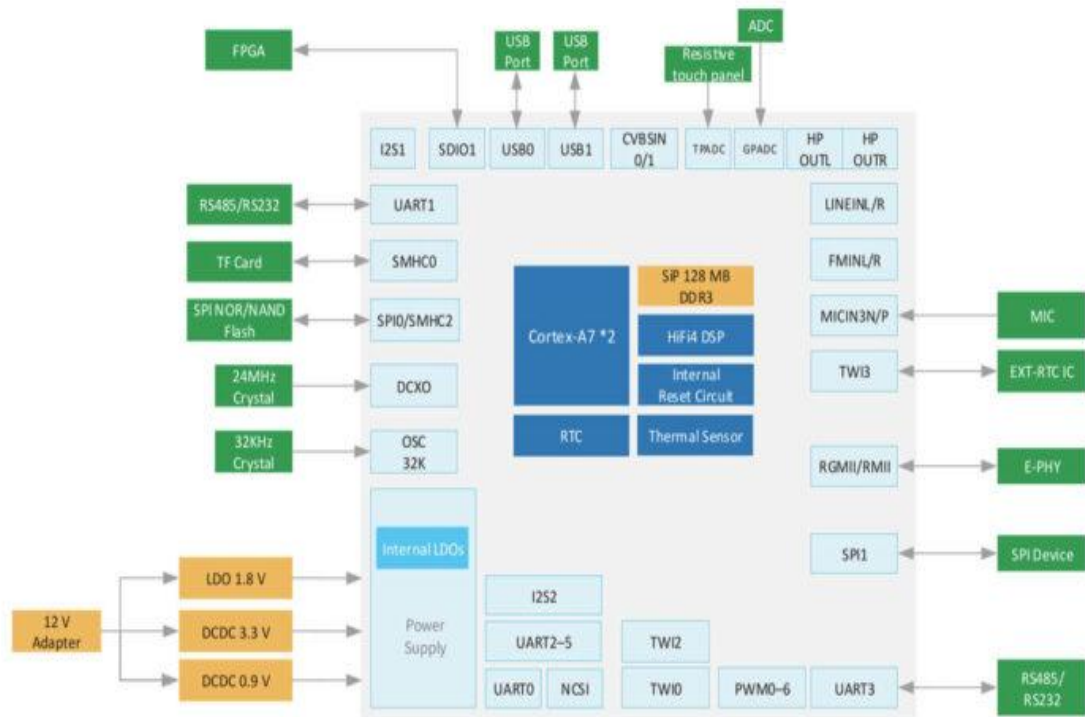 ADC
FPGA
USB
Port
USB
Port
Resistive
touch panel
I2S1
SDIO1
USB0
USB1
CVBSIN
0/1
TPADC
GPADC
HP
OUTL
HP
OUTR
RS485/RS232
UART1
LINEINL/R
TF Card
SMHC0
FMINL/R
SiP 128 MB
DDR3
SPI NOR/NAND
Flash
SPI0/SMHC2
Cortex-A7 *2
HiFi4 DSP
MICIN3N/P
MIC
24MHz
Crystal
DCXO
Internal
Reset Circuit
TWI3
EXT-RTC IC
32KHz
Crystal
OSC
32K
RTC
Thermal Sensor
RGMII/RMII
E-PHY
Internal LDOs
SPI1
SPI Device
LDO 1.8 V
I2S2
12 V
Adapter
DCDC 3.3 V
Power
Supply
UART2–5
TWI2
DCDC 0.9 V
UART0
NCSI
TWI0
PWM0–6
UART3
RS485/
RS232